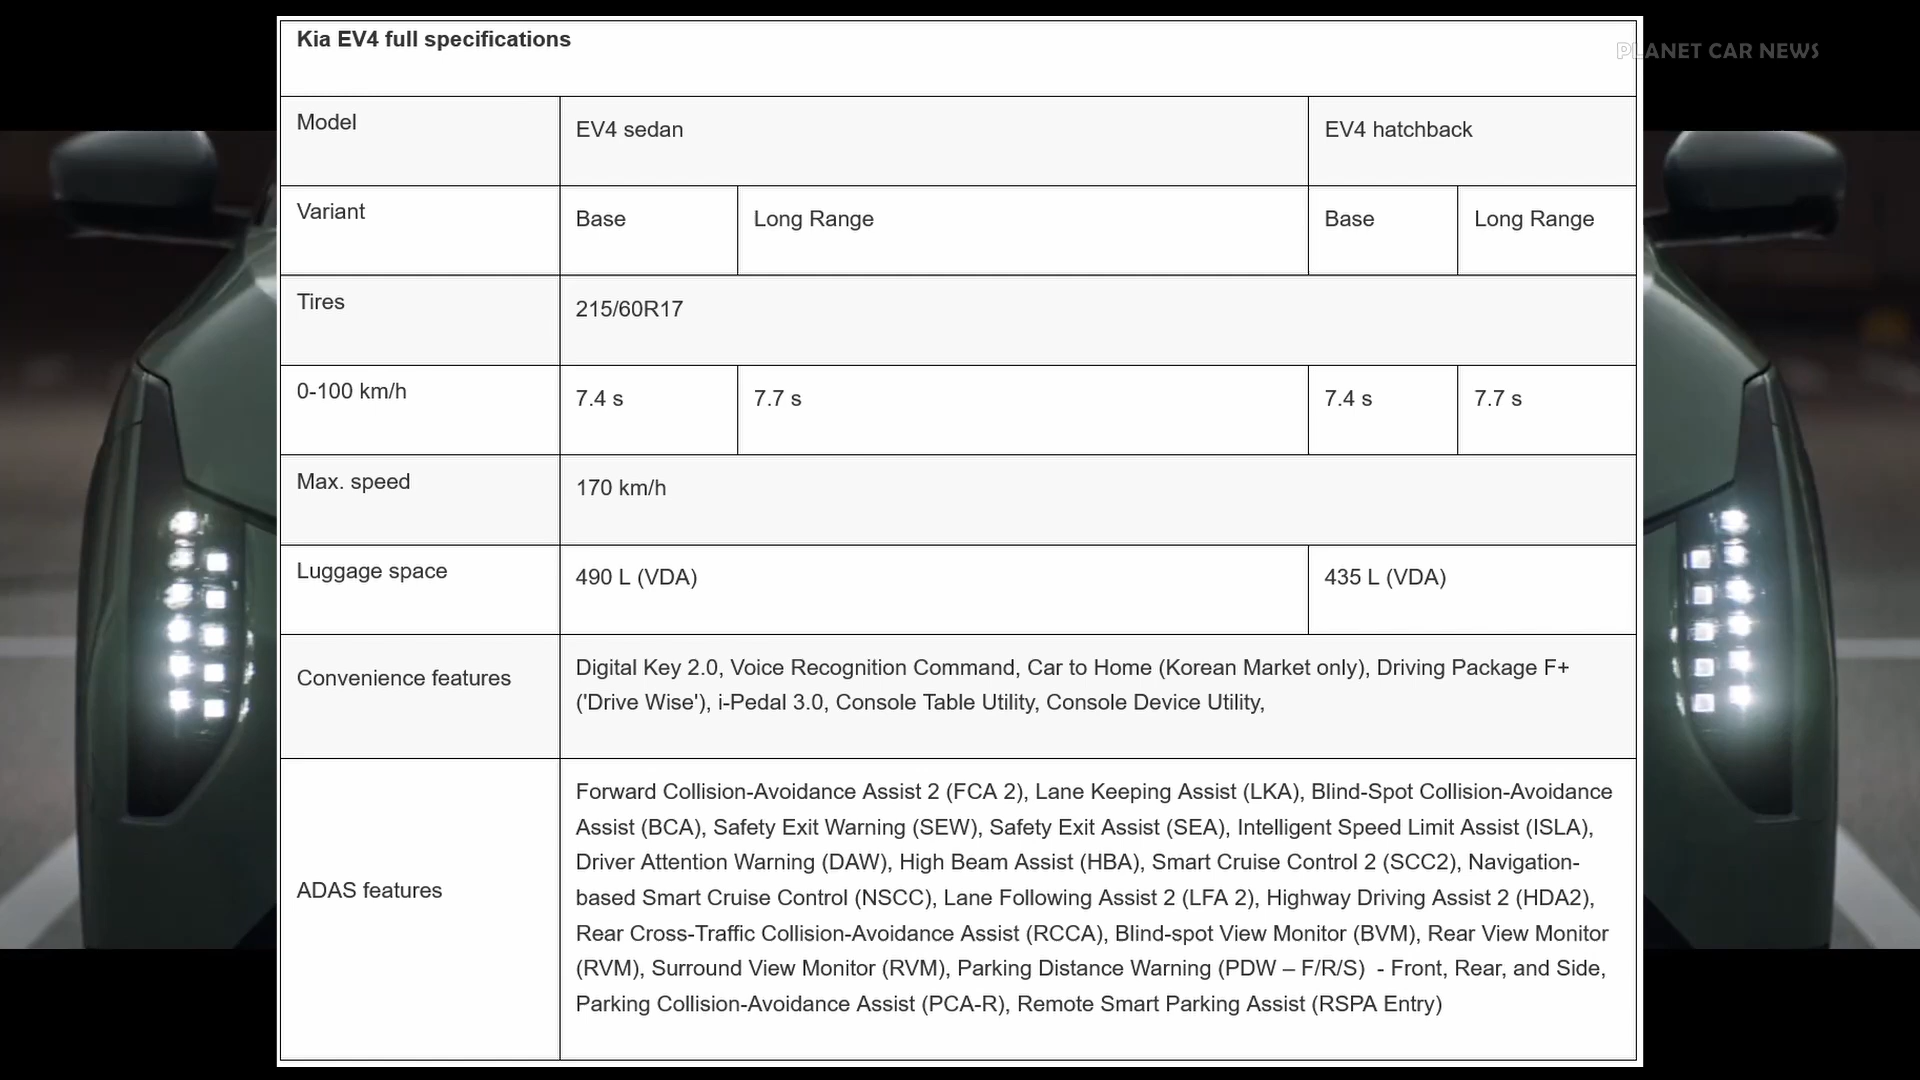 Kia EV4 full specifications
PLANET CAR NEWS
Model
EV4 sedan
EV4 hatchback
Variant
Base
Long Range
Base
Long Range
Tires
215/60R17
0-100 km/h
7.4 s
7.7 s
7.4 s
7.7 s
Max. speed
170 km/h
Luggage space
490 L (VDA)
435 L (VDA)
Convenience features
Digital Key 2.0, Voice Recognition Command, Car to Home (Korean Market only), Driving Package F+
('Drive Wise'), i-Pedal 3.0, Console Table Utility, Console Device Utility,
ADAS features
Forward Collision-Avoidance Assist 2 (FCA 2), Lane Keeping Assist (LKA), Blind-Spot Collision-Avoidance
Assist (BCA), Safety Exit Warning (SEW), Safety Exit Assist (SEA), Intelligent Speed Limit Assist (ISLA),
Driver Attention Warning (DAW), High Beam Assist (HBA), Smart Cruise Control 2 (SCC2), Navigation-
based Smart Cruise Control (NSCC), Lane Following Assist 2 (LFA 2), Highway Driving Assist 2 (HDA2),
Rear Cross-Traffic Collision-Avoidance Assist (RCCA), Blind-spot View Monitor (BVM), Rear View Monitor
(RVM), Surround View Monitor (RVM), Parking Distance Warning (PDW – F/R/S)  - Front, Rear, and Side,
Parking Collision-Avoidance Assist (PCA-R), Remote Smart Parking Assist (RSPA Entry)